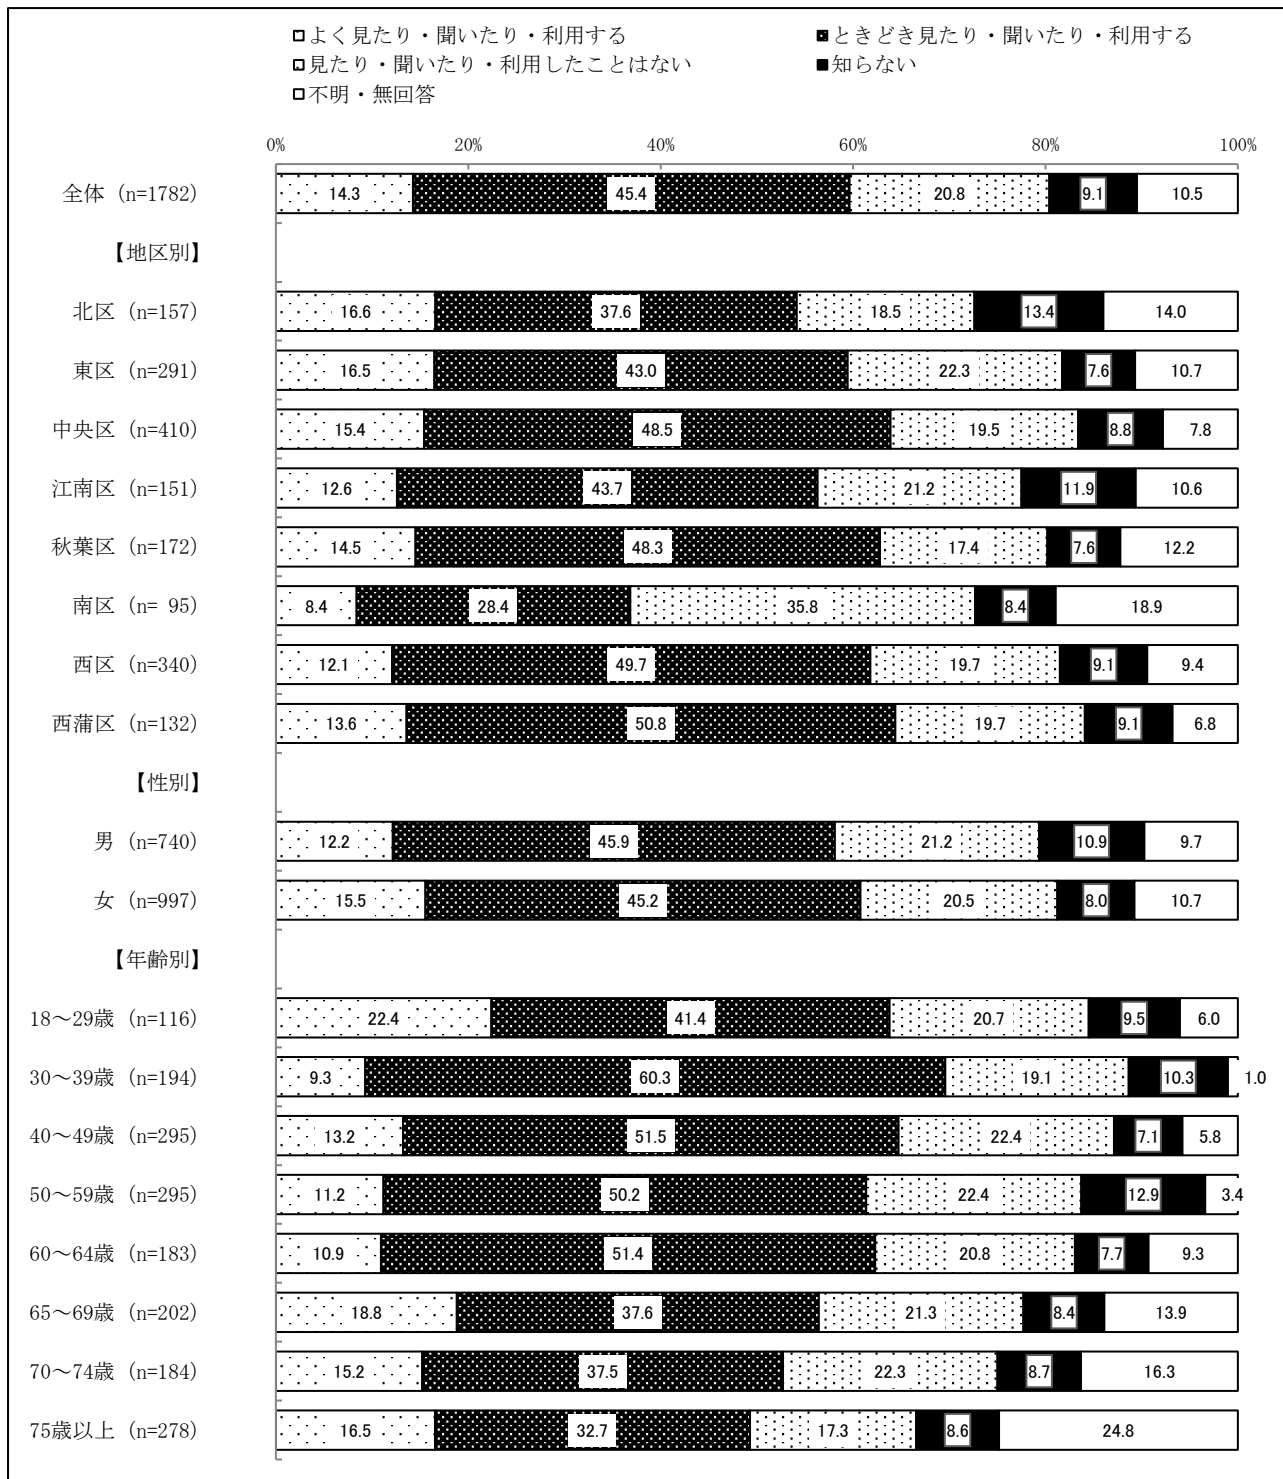 □よく見たり・聞いたり・利用する ■ときどき見たり・聞いたり・利用する
□見たり・聞いたり・利用したことはない ■知らない
□不明・無回答
0% 20% 40% 60% 80% 100%
全体 (n=1782) 14.3 45.4 20.8 9.1 10.5
【地区別】
北区 (n=157) 16.6 37.6 18.5 13.4 14.0
東区 (n=291) 16.5 43.0 22.3 7.6 10.7
中央区 (n=410) 15.4 48.5 19.5 8.8 7.8
江南区 (n=151) 12.6 43.7 21.2 11.9 10.6
秋葉区 (n=172) 14.5 48.3 17.4 7.6 12.2
南区 (n= 95) 8.4 28.4 35.8 8.4 18.9
西区 (n=340) 12.1 49.7 19.7 9.1 9.4
西蒲区 (n=132) 13.6 50.8 19.7 9.1 6.8
【性別】
男 (n=740) 12.2 45.9 21.2 10.9 9.7
女 (n=997) 15.5 45.2 20.5 8.0 10.7
【年齢別】
18～29歳 (n=116) 22.4 41.4 20.7 9.5 6.0
30～39歳 (n=194) 9.3 60.3 19.1 10.3 1.0
40～49歳 (n=295) 13.2 51.5 22.4 7.1 5.8
50～59歳 (n=295) 11.2 50.2 22.4 12.9 3.4
60～64歳 (n=183) 10.9 51.4 20.8 7.7 9.3
65～69歳 (n=202) 18.8 37.6 21.3 8.4 13.9
70～74歳 (n=184) 15.2 37.5 22.3 8.7 16.3
75歳以上 (n=278) 16.5 32.7 17.3 8.6 24.8